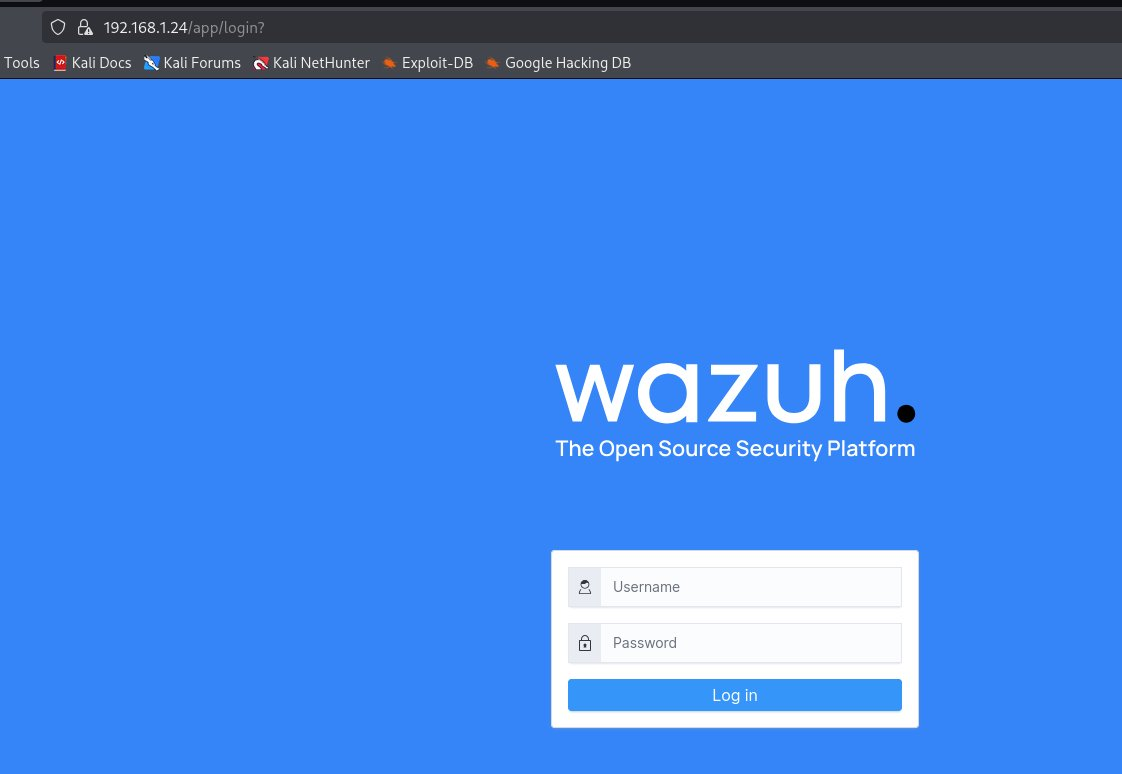 192.168.1.24/app/login?
Tools Kali Docs Kali Forums Kali NetHunter Exploit-DB Google Hacking DB
wazuh.
The Open Source Security Platform
Username
Password
Log in